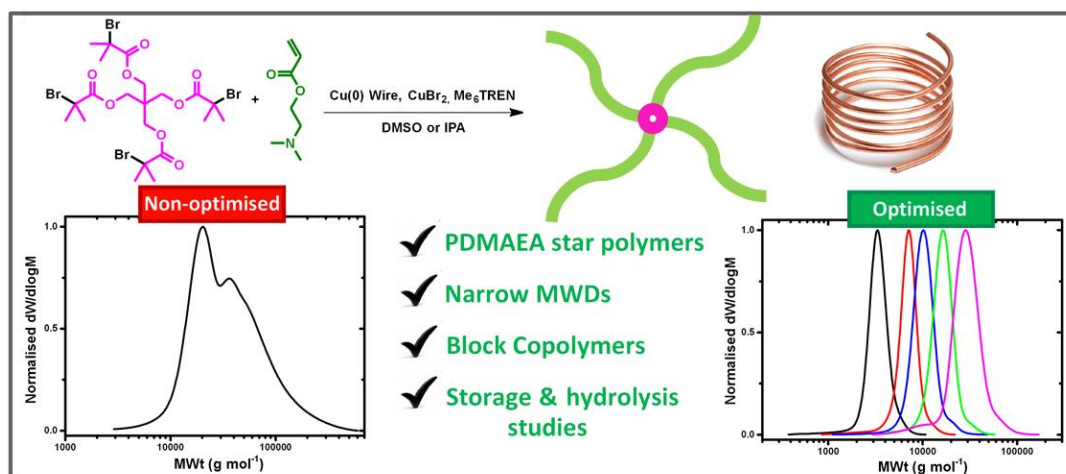 Br
O
O
Br
O
O
O
Br
O
O
Br
O
+
O
O
N
Cu(0) Wire, CuBr₂, Me₆TREN
DMSO or IPA
Non-optimised
Normalised dW/dlogM
1.0
0.5
0.0
1000
10000
100000
MWt (g mol⁻¹)
✓ PDMAEA star polymers
✓ Narrow MWDs
✓ Block Copolymers
✓ Storage & hydrolysis
studies
Optimised
Normalised dW/dlogM
1.0
0.5
0.0
1000
10000
100000
MWt (g mol⁻¹)